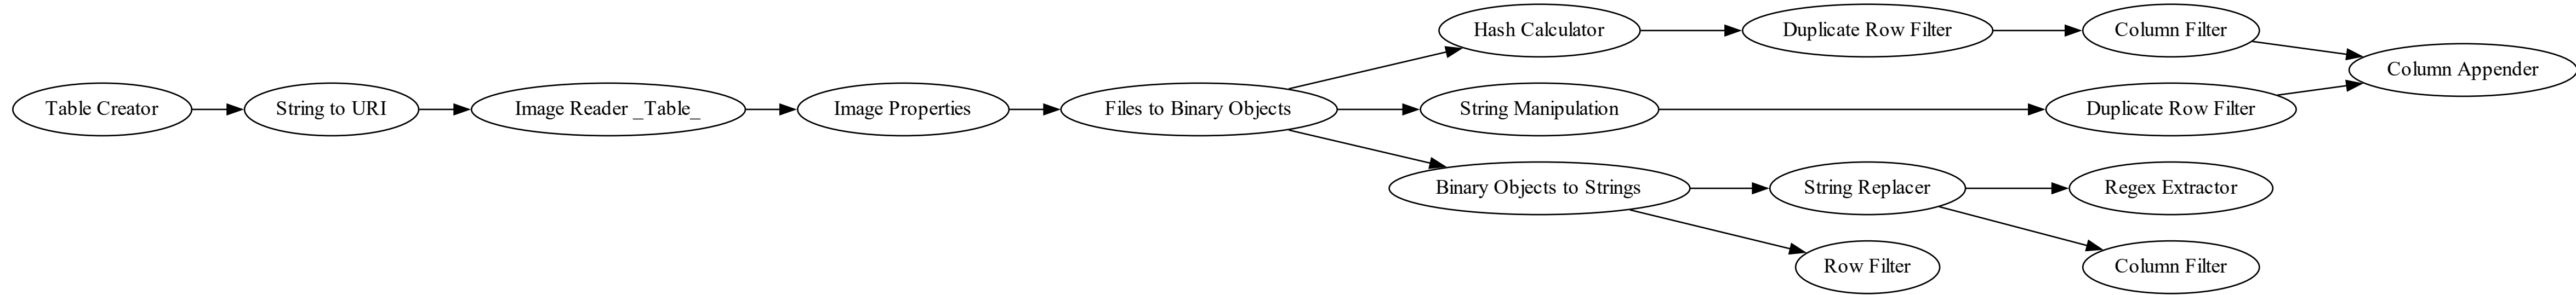 Table Creator
String to URI
Image Reader _Table_
Image Properties
Files to Binary Objects
Hash Calculator
Duplicate Row Filter
Column Filter
Column Appender
String Manipulation
Duplicate Row Filter
Binary Objects to Strings
String Replacer
Regex Extractor
Row Filter
Column Filter